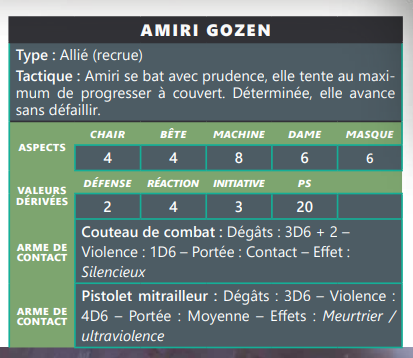 AMIRI GOZEN
Type : Allié (recrue)
Tactique : Amiri se bat avec prudence, elle tente au maxi-
mum de progresser à couvert. Déterminée, elle avance
sans défaillir.
ASPECTS
CHAIR BÊTE MACHINE DAME MASQUE
4 4 8 6 6
VALEURS
DÉRIVÉES
DÉFENSE RÉACTION INITIATIVE PS
2 4 3 20
ARME DE
CONTACT
Couteau de combat : Dégâts : 3D6 + 2 –
Violence : 1D6 – Portée : Contact – Effet :
Silencieux
ARME DE
CONTACT
Pistolet mitrailleur : Dégâts : 3D6 – Violence :
4D6 – Portée : Moyenne – Effets : Meurtrier /
ultraviolence